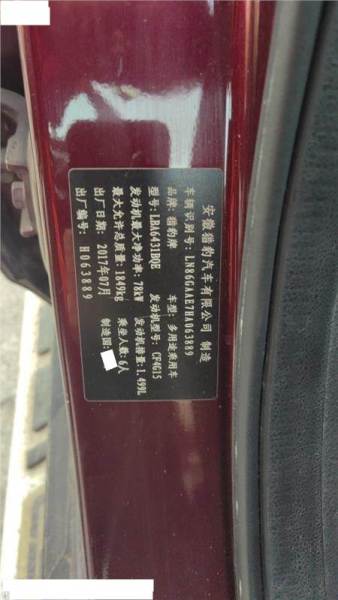 安徽猎豹汽车有限公司 制造
车辆识别号:LN86GAAE7HA063889
品牌:猎豹牌 车型:多用途乘用车
型号:LBA6431BQE 发动机型号:CF4G15
发动机最大净功率:78kW 发动机排量:1.499L
最大允许总质量:1849kg 乘坐人数:6人
出厂日期:2017年07月 制造国:
出厂编号:H063889